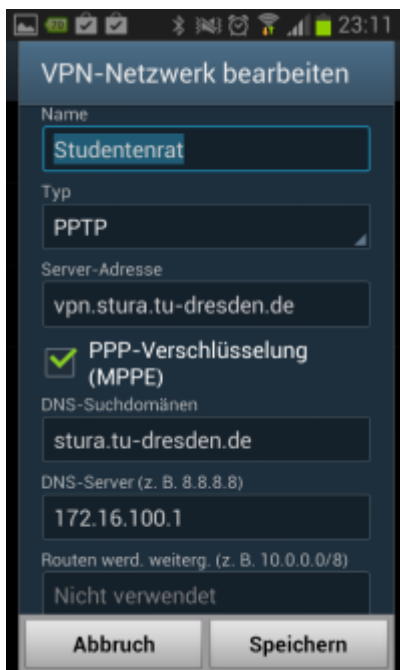 23:11
VPN-Netzwerk bearbeiten
Name
Studentenrat
Typ
PPTP
Server-Adresse
vpn.stura.tu-dresden.de
PPP-Verschlüsselung
(MPPE)
DNS-Suchdomänen
stura.tu-dresden.de
DNS-Server (z. B. 8.8.8.8)
172.16.100.1
Routen werd. weiterg. (z. B. 10.0.0.0/8)
Nicht verwendet
Abbruch Speichern